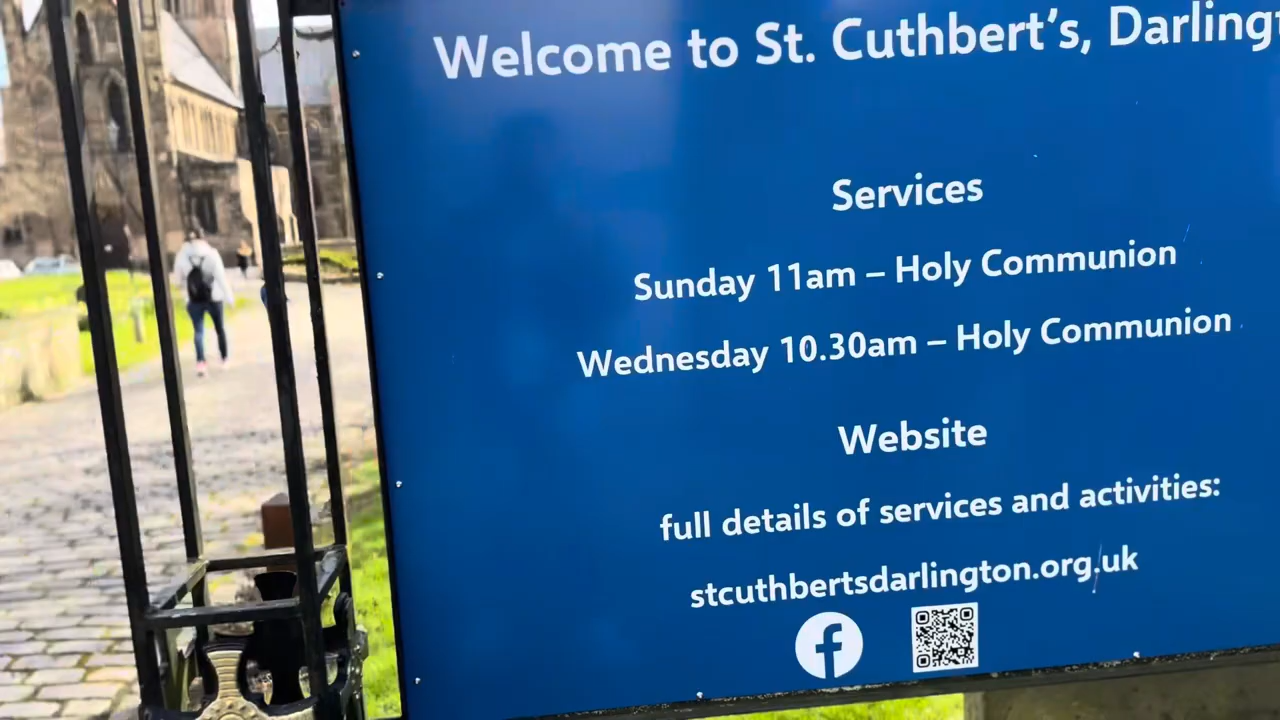 Welcome to St. Cuthbert's, Darlingt
Services
Sunday 11am – Holy Communion
Wednesday 10.30am – Holy Communion
Website
full details of services and activities:
stcuthbertsdarlington.org.uk